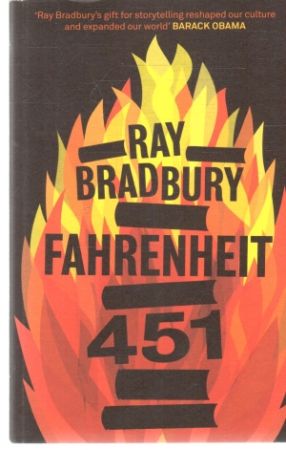 'Ray Bradbury's gift for storytelling reshaped our culture
and expanded our world' BARACK OBAMA
RAY
BRADBURY
FAHRENHEIT
451